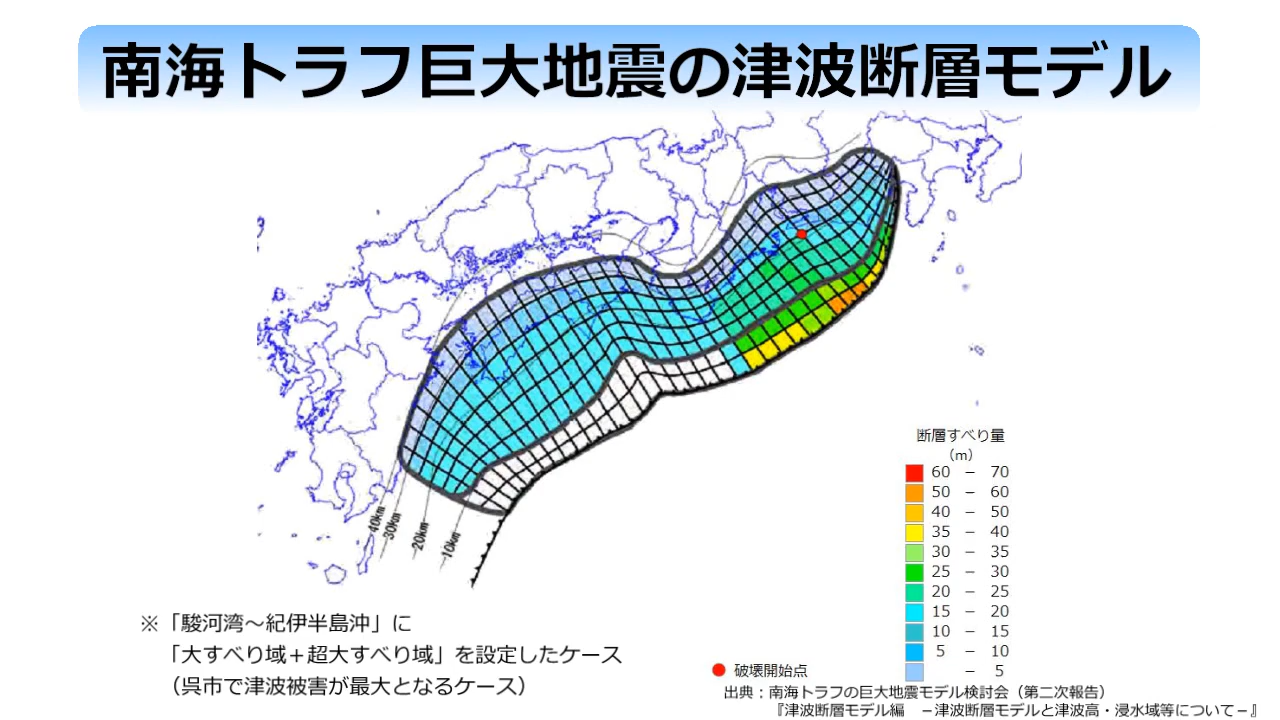 南海トラフ巨大地震の津波断層モデル
40km
30km
20km
10km
断層すべり量
（m）
60 － 70
50 － 60
40 － 50
35 － 40
30 － 35
25 － 30
20 － 25
15 － 20
10 － 15
5 － 10
－ 5
※「駿河湾～紀伊半島沖」に
「大すべり域＋超大すべり域」を設定したケース
（呉市で津波被害が最大となるケース）
破壊開始点
出典：南海トラフの巨大地震モデル検討会（第二次報告）
『津波断層モデル編　－津波断層モデルと津波高・浸水域等について－』